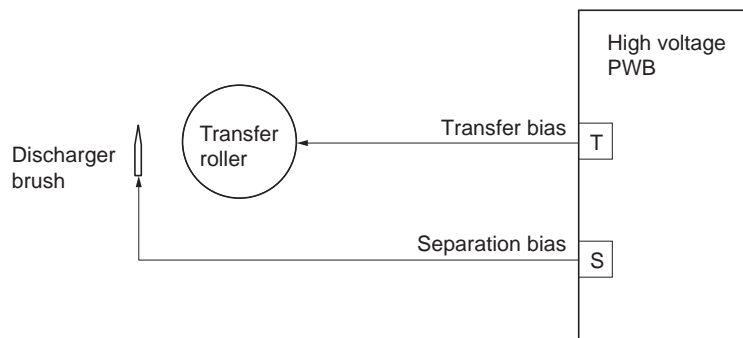 High voltage
PWB
Transfer bias
T
Transfer
roller
Discharger
brush
Separation bias
S